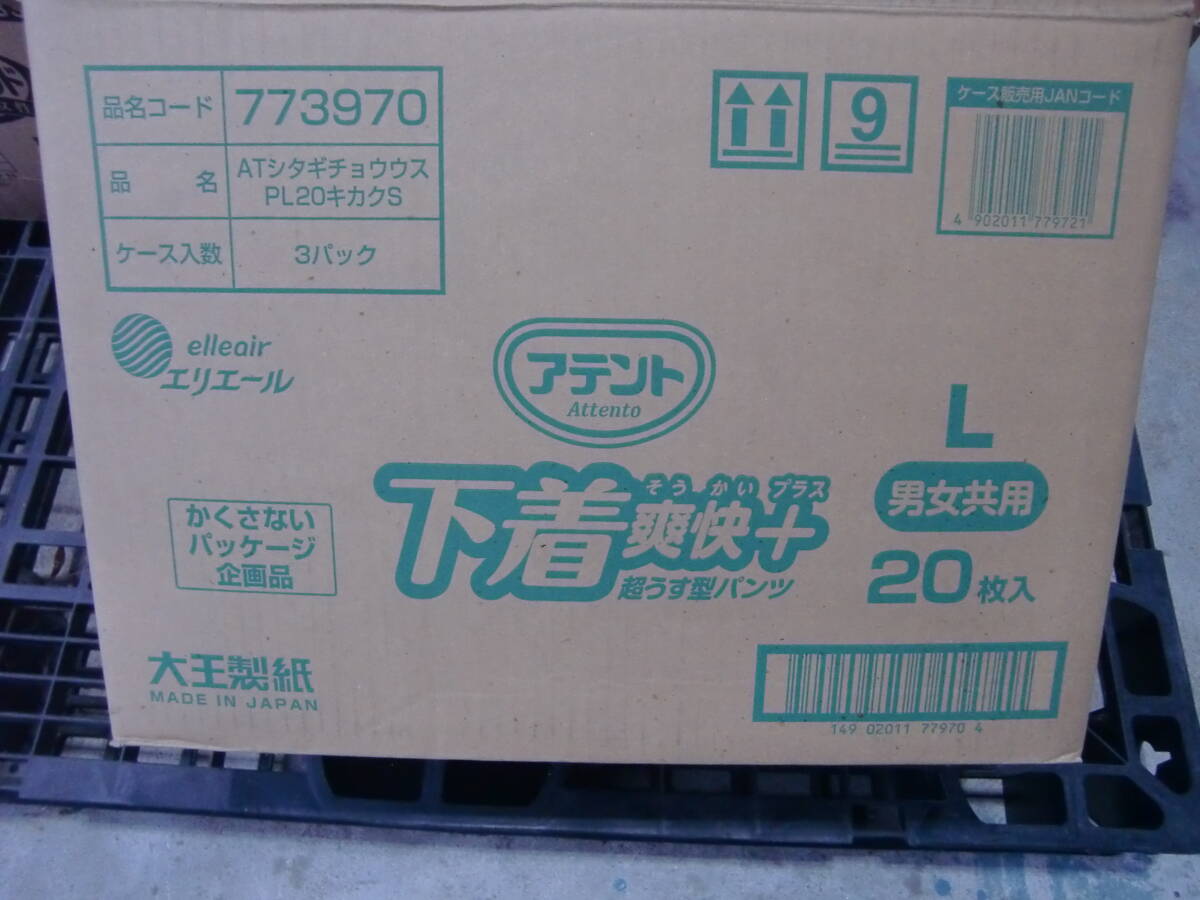 品名コード 773970
品名 ATシタギチョウウス
PL20キカクS
ケース入数 3パック
9
ケース販売用JANコード
4 902011 779721
elleair
エリエール
アテント
Attento
L
かくさない
パッケージ
企画品
そうかいプラス
下着爽快+
超うす型パンツ
男女共用
20枚入
大王製紙
MADE IN JAPAN
149 02011 77970 4